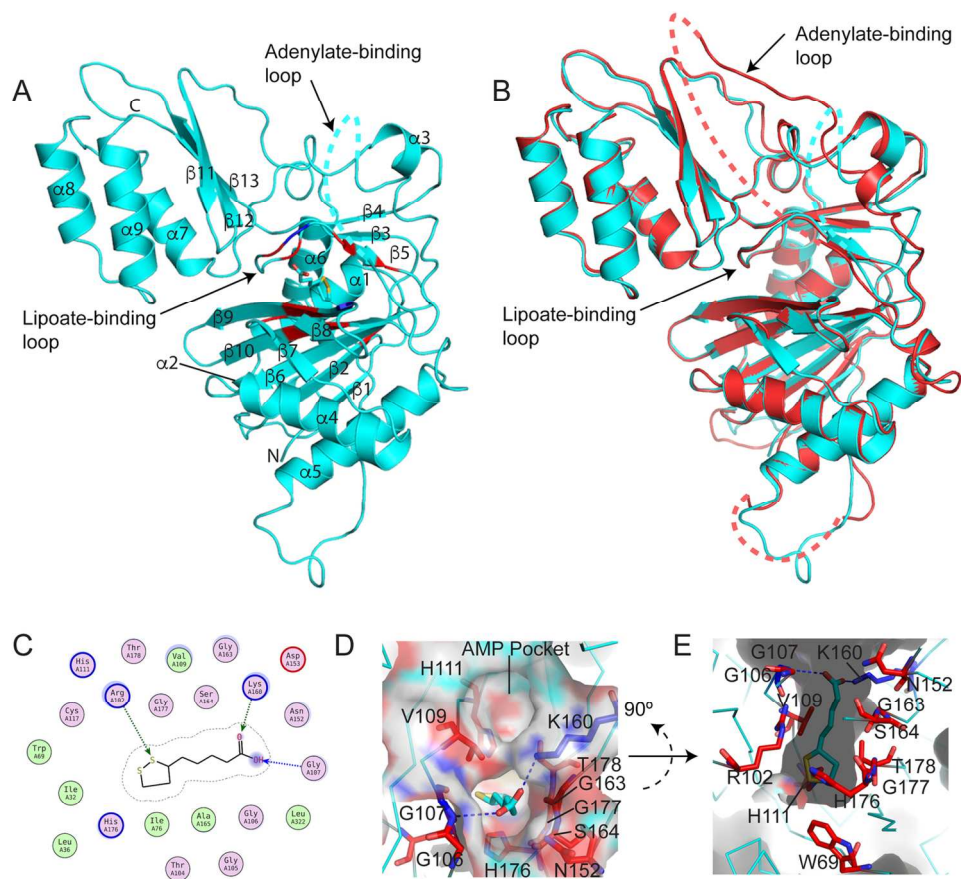 A
Adenylate-binding
loop
C
α3
α8
β11
β13
α9
α7
β12
β4
β3
β5
α6
α1
Lipoate-binding
loop
β9
β8
β10
β7
α2
β6
β2
β1
α4
N
α5
B
Adenylate-binding
loop
Lipoate-binding
loop
C
His
A111
Thr
A178
Val
A109
Gly
A163
Asp
A153
Arg
A102
Gly
A177
Ser
A164
Lys
A160
Cys
A117
Asn
A152
Trp
A69
S
S
O
OH
Gly
A107
Ile
A32
His
A176
Ile
A76
Ala
A165
Gly
A106
Leu
A322
Leu
A36
Thr
A104
Gly
A105
D
AMP Pocket
H111
V109
K160
T178
G163
G107
G177
S164
G106
H176
N152
90°
E
G107
K160
G106
N152
V109
G163
S164
R102
T178
G177
H111
H176
W69